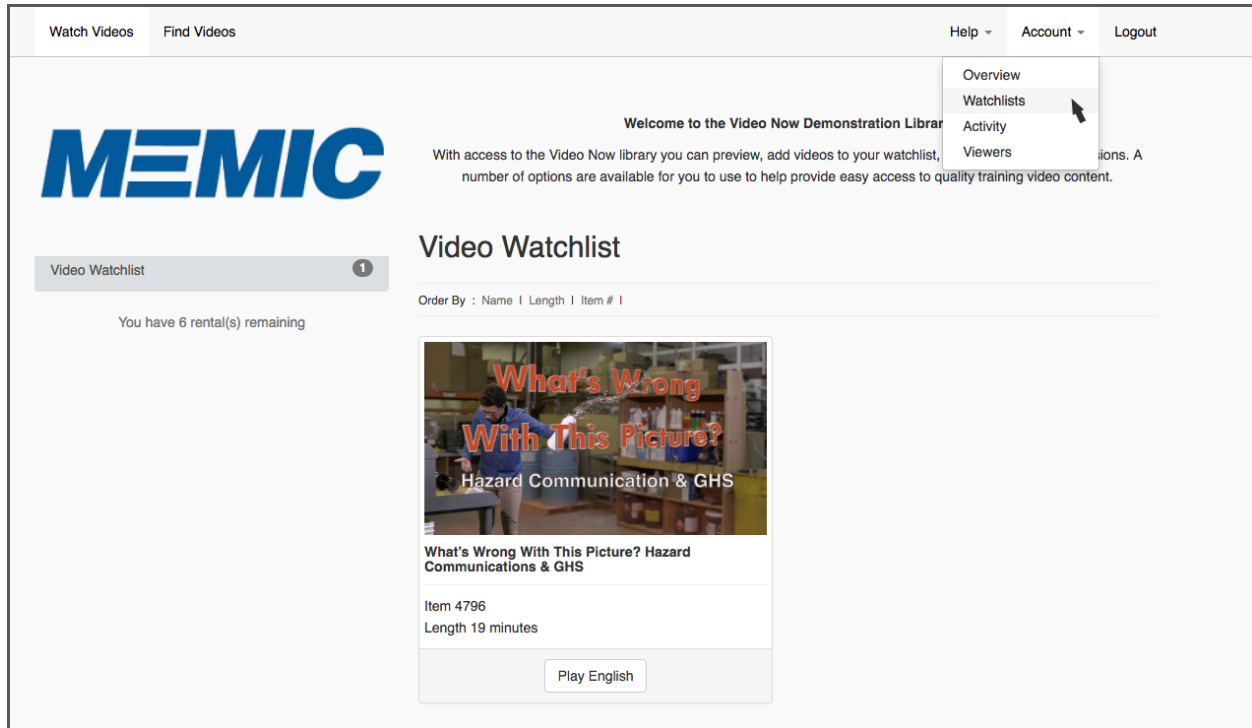 Watch Videos Find Videos Help Account Logout
Overview
Watchlists
Activity
Viewers
MEMIC
Welcome to the Video Now Demonstration Librar
With access to the Video Now library you can preview, add videos to your watchlist, sions. A
number of options are available for you to use to help provide easy access to quality training video content.
Video Watchlist 1
You have 6 rental(s) remaining
Video Watchlist
Order By : Name | Length | Item # |
What's Wrong
With This Picture?
Hazard Communication & GHS
What's Wrong With This Picture? Hazard
Communications & GHS
Item 4796
Length 19 minutes
Play English